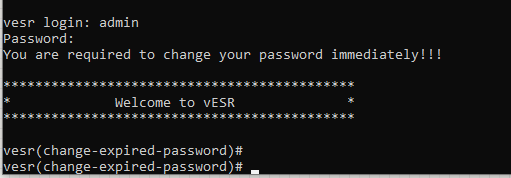 vesr login: admin
Password:
You are required to change your password immediately!!!
********************************************
* Welcome to vESR *
********************************************
vesr(change-expired-password)#
vesr(change-expired-password)#